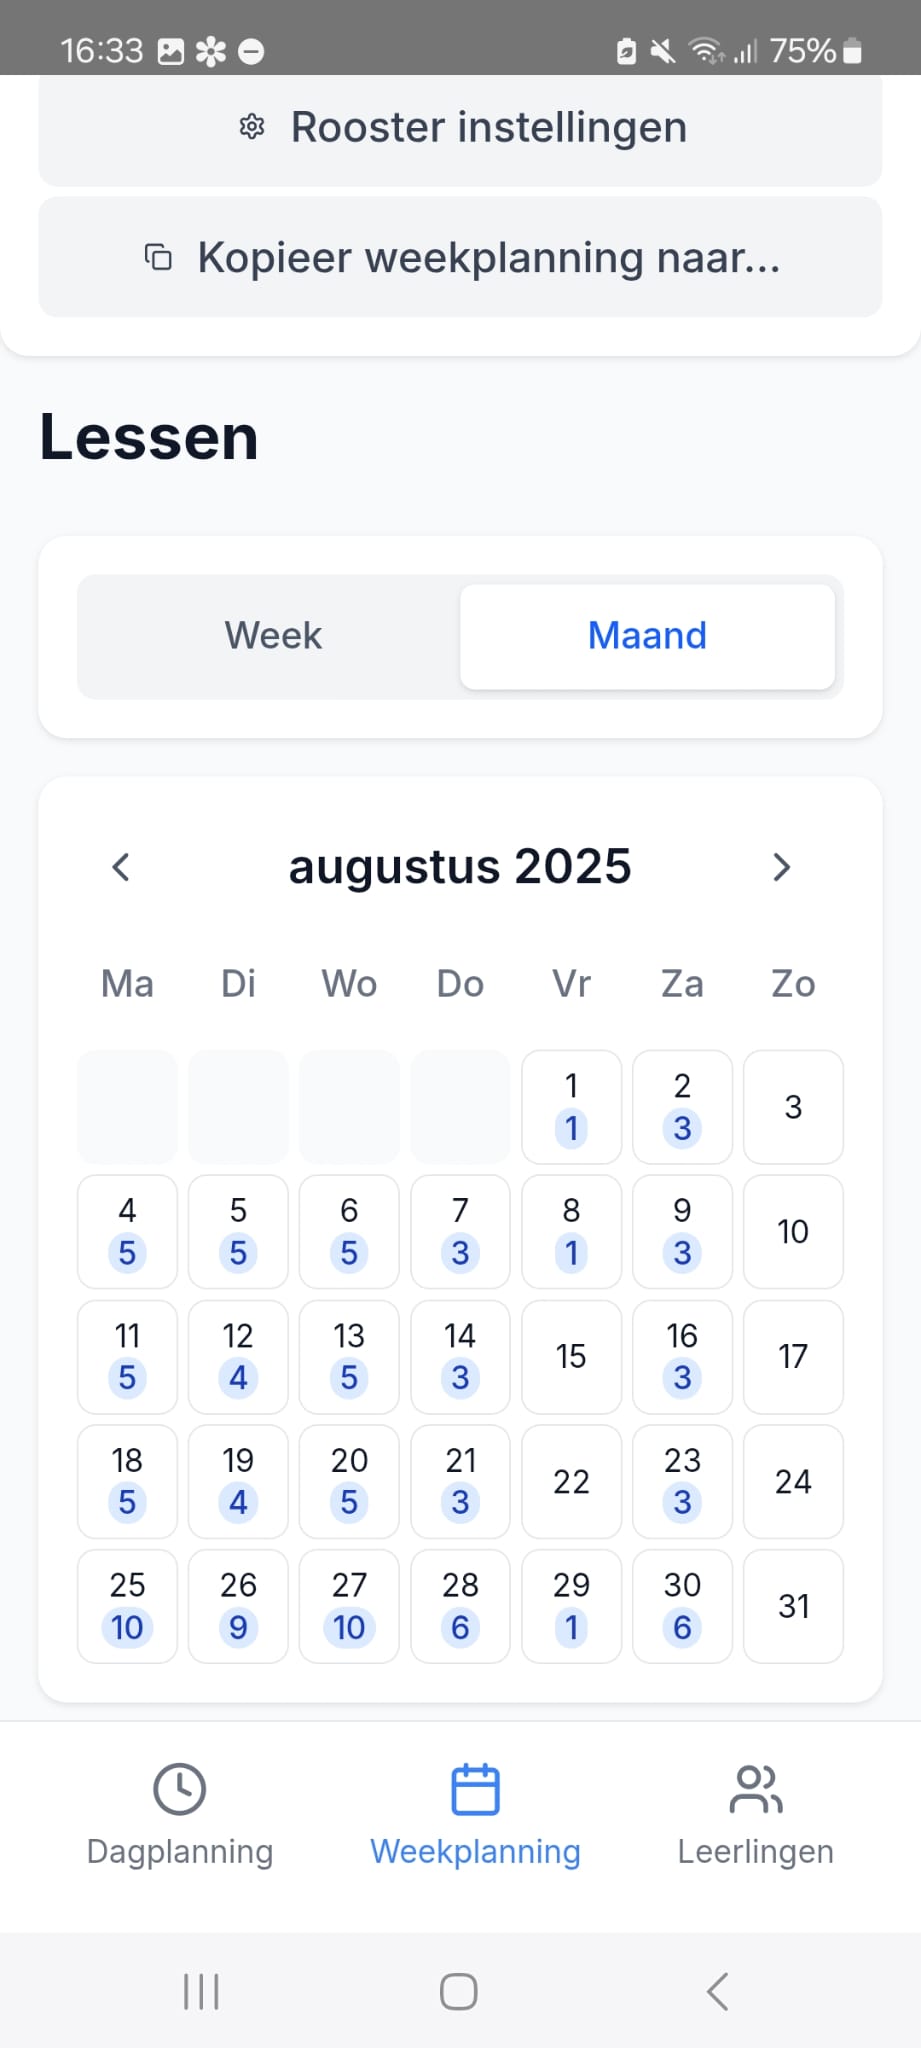 16:33 75%
Rooster instellingen
Kopieer weekplanning naar...
Lessen
Week Maand
augustus 2025
Ma Di Wo Do Vr Za Zo
1 2 3
1 3
4 5 6 7 8 9 10
5 5 5 3 1 3
11 12 13 14 15 16 17
5 4 5 3 3
18 19 20 21 22 23 24
5 4 5 3 3
25 26 27 28 29 30 31
10 9 10 6 1 6
Dagplanning Weekplanning Leerlingen